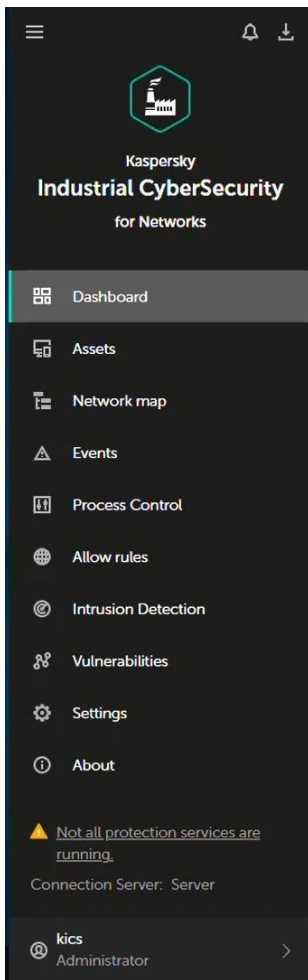 Kaspersky
Industrial CyberSecurity
for Networks
Dashboard
Assets
Network map
Events
Process Control
Allow rules
Intrusion Detection
Vulnerabilities
Settings
About
Not all protection services are
running.
Connection Server: Server
kics
Administrator